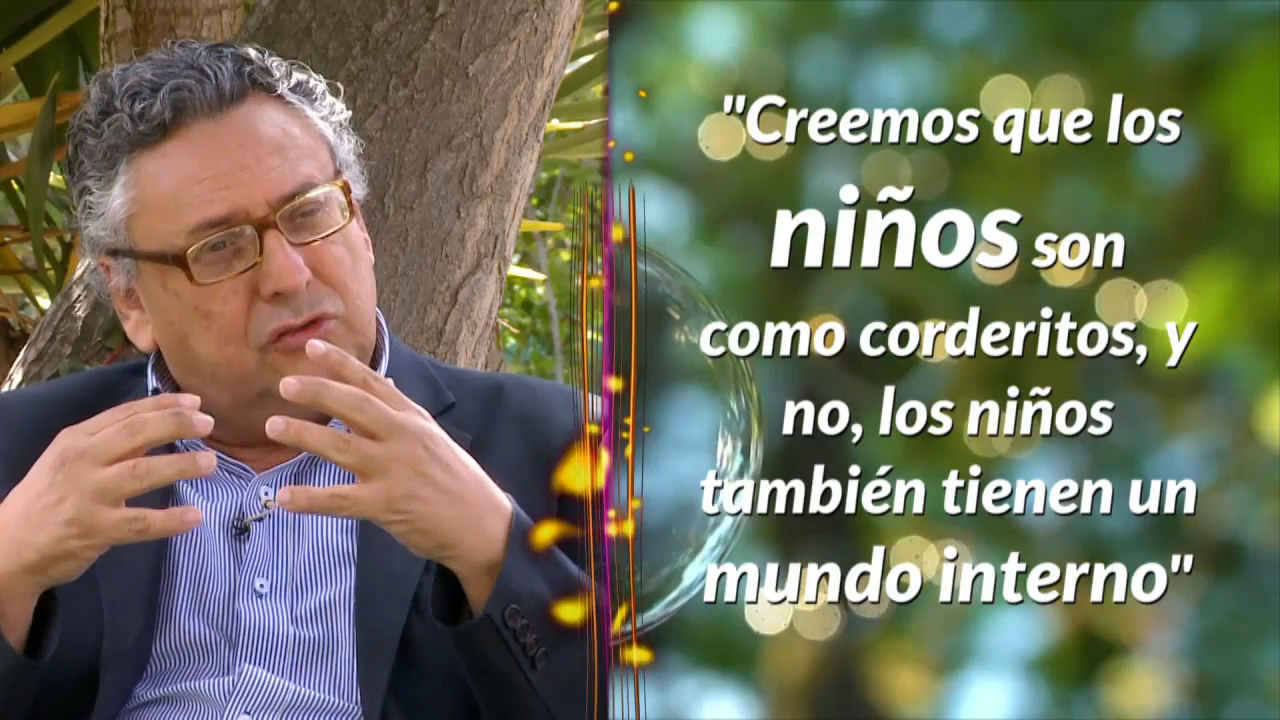 "Creemos que los
niños son
como corderitos, y
no, los niños
también tienen un
mundo interno"